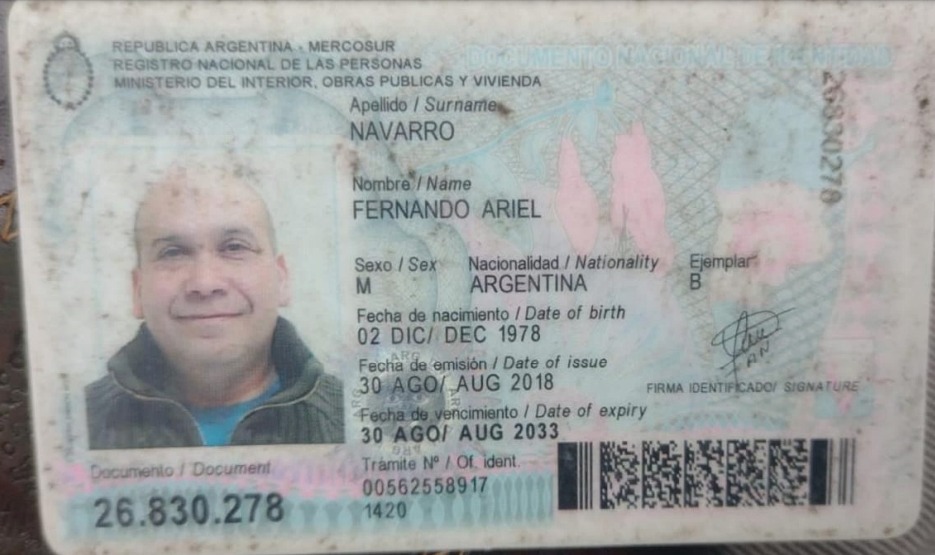 REPUBLICA ARGENTINA - MERCOSUR
REGISTRO NACIONAL DE LAS PERSONAS
MINISTERIO DEL INTERIOR, OBRAS PUBLICAS Y VIVIENDA
DOCUMENTO NACIONAL DE IDENTIDAD
Apellido / Surname
NAVARRO
Nombre / Name
FERNANDO ARIEL
Sexo / Sex Nacionalidad / Nationality Ejemplar
M ARGENTINA B
Fecha de nacimiento / Date of birth
02 DIC/ DEC 1978
Fecha de emisión / Date of issue
30 AGO/ AUG 2018
FIRMA IDENTIFICADO/ SIGNATURE
Fecha de vencimiento / Date of expiry
30 AGO/ AUG 2033
Documento / Document
26.830.278
Trámite Nº / Of. ident.
00562558917
1420
26830278